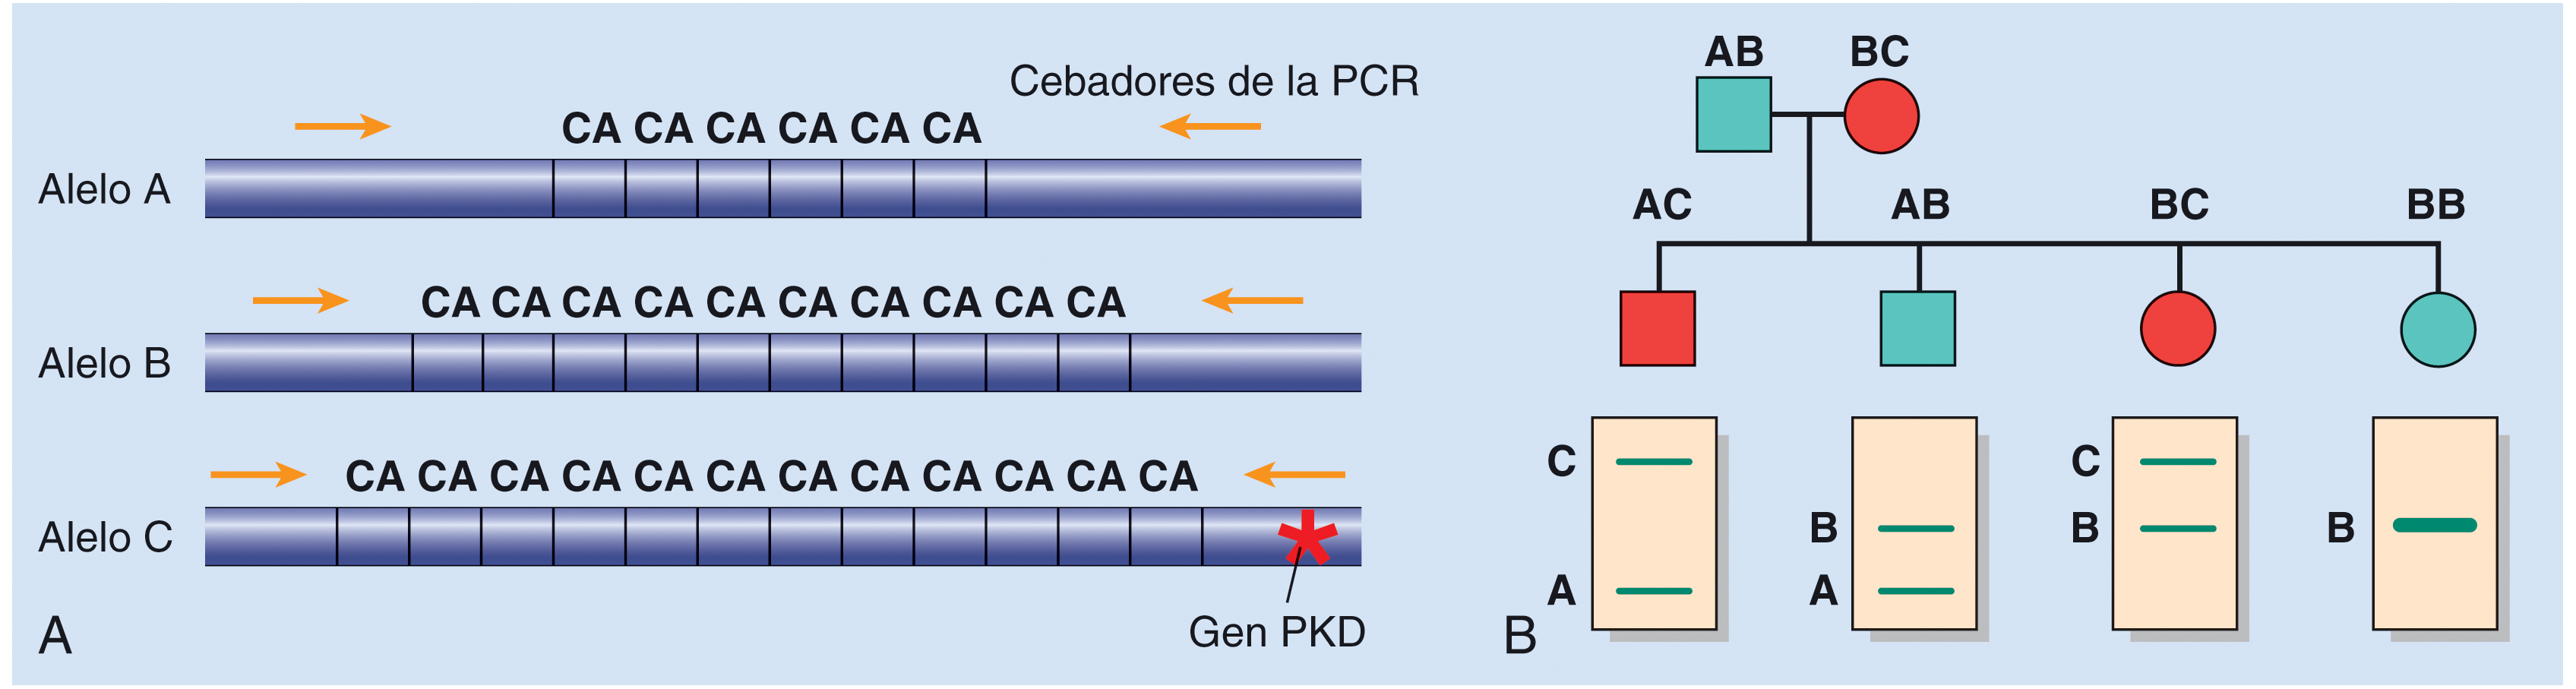 Cebadores de la PCR
CA CA CA CA CA CA
Alelo A
CA CA CA CA CA CA CA CA CA CA
Alelo B
CA CA CA CA CA CA CA CA CA CA CA CA
Alelo C
Gen PKD
A
AB BC
AC AB BC BB
C
A
B
A
C
B
B
B